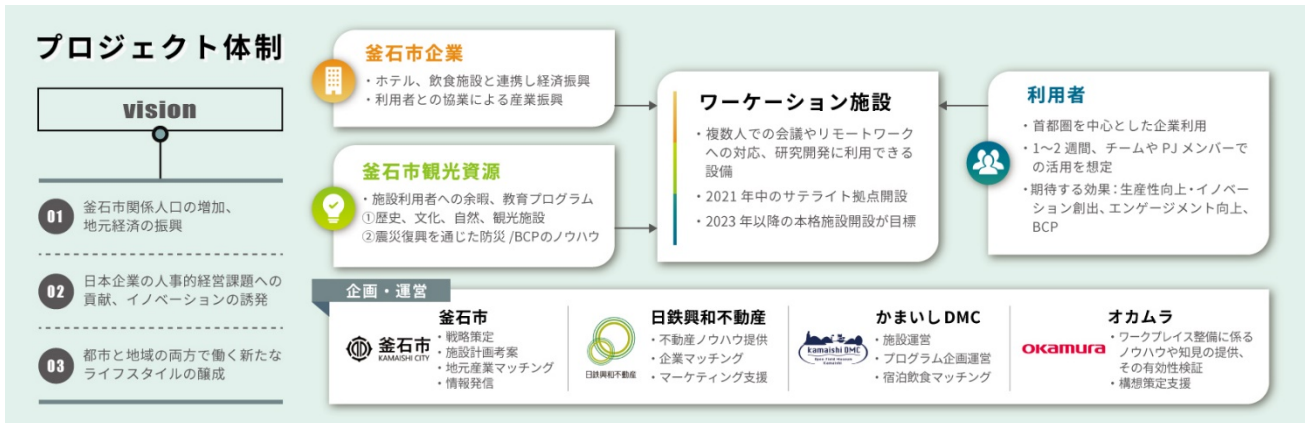 プロジェクト体制
vision
01
釜石市関係人口の増加、
地元経済の振興
02
日本企業の人事的経営課題への
貢献、イノベーションの誘発
03
都市と地域の両方で働く新たな
ライフスタイルの醸成
釜石市企業
・ホテル、飲食施設と連携し経済振興
・利用者との協業による産業振興
釜石市観光資源
・施設利用者への余暇、教育プログラム
①歴史、文化、自然、観光施設
②震災復興を通じた防災/BCPのノウハウ
ワーケーション施設
・複数人での会議やリモートワーク
への対応、研究開発に利用できる
設備
・2021年中のサテライト拠点開設
・2023年以降の本格施設開設が目標
利用者
・首都圏を中心とした企業利用
・1〜2週間、チームやPJメンバーで
の活用を想定
・期待する効果：生産性向上・イノベー
ション創出、エンゲージメント向上、
BCP
企画・運営
釜石市
釜石市
KAMAISHI CITY
・戦略策定
・施設計画考案
・地元産業マッチング
・情報発信
日鉄興和不動産
日鉄興和不動産
・不動産ノウハウ提供
・企業マッチング
・マーケティング支援
かまいしDMC
kamaishi DMC
Open Field Museum
・施設運営
・プログラム企画運営
・宿泊飲食マッチング
オカムラ
OKAMURA
・ワークプレイス整備に係る
ノウハウや知見の提供、
その有効性検証
・構想策定支援